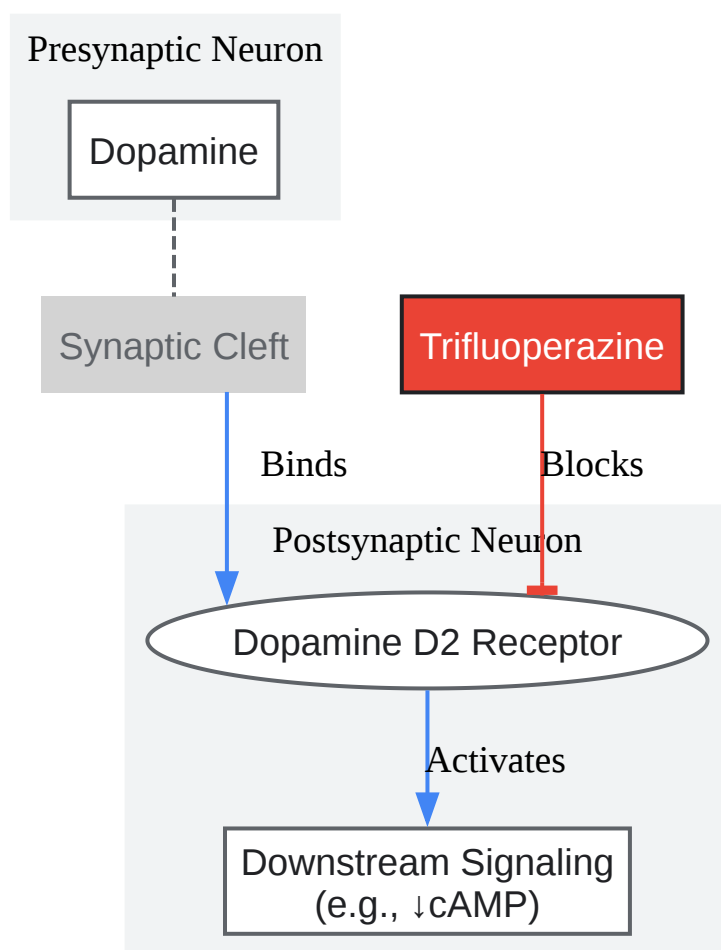 Presynaptic Neuron
Dopamine
Synaptic Cleft
Trifluoperazine
Binds
Blocks
Postsynaptic Neuron
Dopamine D2 Receptor
Activates
Downstream Signaling
(e.g., ↓cAMP)